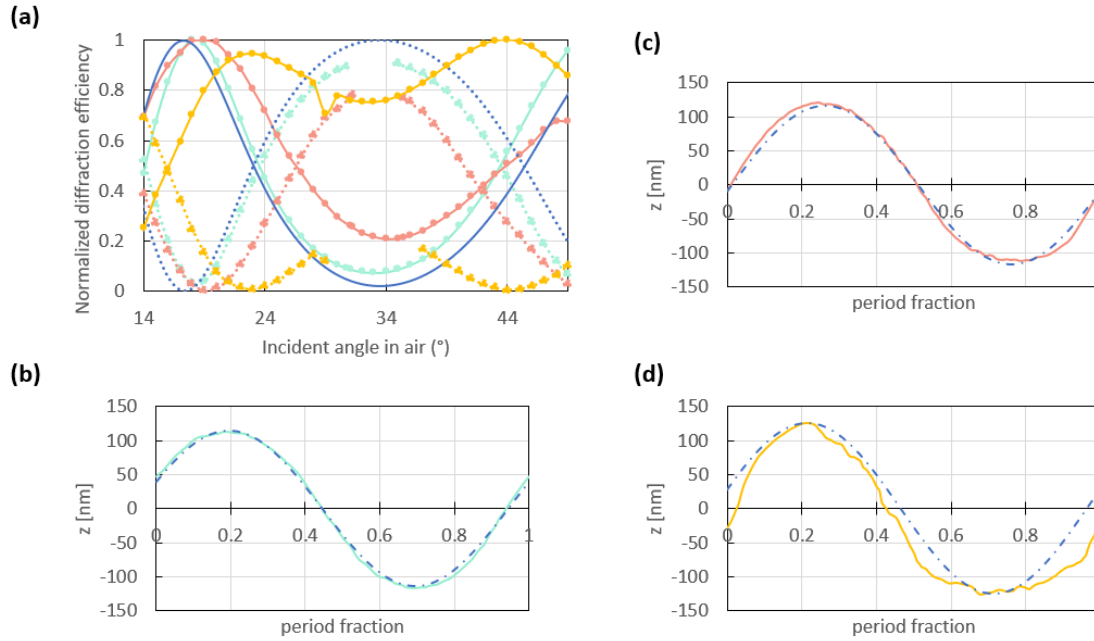 (a)
Normalized diffraction efficiency
1
0.8
0.6
0.4
0.2
0
14 24 34 44
Incident angle in air (°)
(c)
z [nm]
150
100
50
0
-50
-100
-150
0 0.2 0.4 0.6 0.8
period fraction
(b)
z [nm]
150
100
50
0
-50
-100
-150
0 0.2 0.4 0.6 0.8 1
period fraction
(d)
z [nm]
150
100
50
0
-50
-100
-150
0 0.2 0.4 0.6 0.8
period fraction